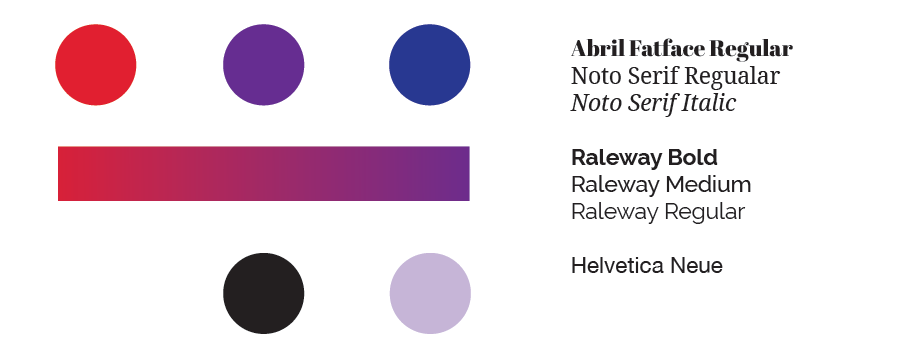 Abril Fatface Regular
Noto Serif Regualar
Noto Serif Italic
Raleway Bold
Raleway Medium
Raleway Regular
Helvetica Neue